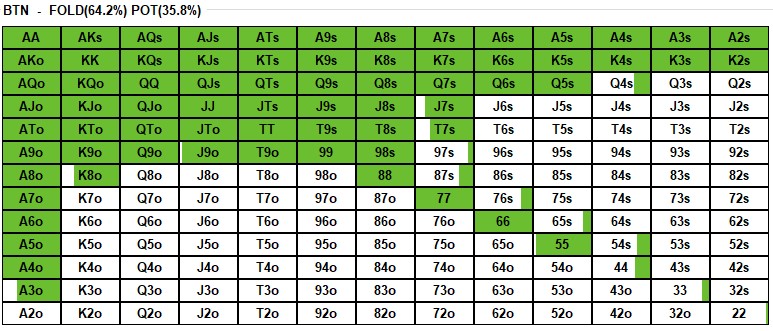 BTN - FOLD(64.2%) POT(35.8%)
AA AKs AQs AJs ATs A9s A8s A7s A6s A5s A4s A3s A2s
AKo KK KQs KJs KTs K9s K8s K7s K6s K5s K4s K3s K2s
AQo KQo QQ QJs QTs Q9s Q8s Q7s Q6s Q5s Q4s Q3s Q2s
AJo KJo QJo JJ JTs J9s J8s J7s J6s J5s J4s J3s J2s
ATo KTo QTo JTo TT T9s T8s T7s T6s T5s T4s T3s T2s
A9o K9o Q9o J9o T9o 99 98s 97s 96s 95s 94s 93s 92s
A8o K8o Q8o J8o T8o 98o 88 87s 86s 85s 84s 83s 82s
A7o K7o Q7o J7o T7o 97o 87o 77 76s 75s 74s 73s 72s
A6o K6o Q6o J6o T6o 96o 86o 76o 66 65s 64s 63s 62s
A5o K5o Q5o J5o T5o 95o 85o 75o 65o 55 54s 53s 52s
A4o K4o Q4o J4o T4o 94o 84o 74o 64o 54o 44 43s 42s
A3o K3o Q3o J3o T3o 93o 83o 73o 63o 53o 43o 33 32s
A2o K2o Q2o J2o T2o 92o 82o 72o 62o 52o 42o 32o 22